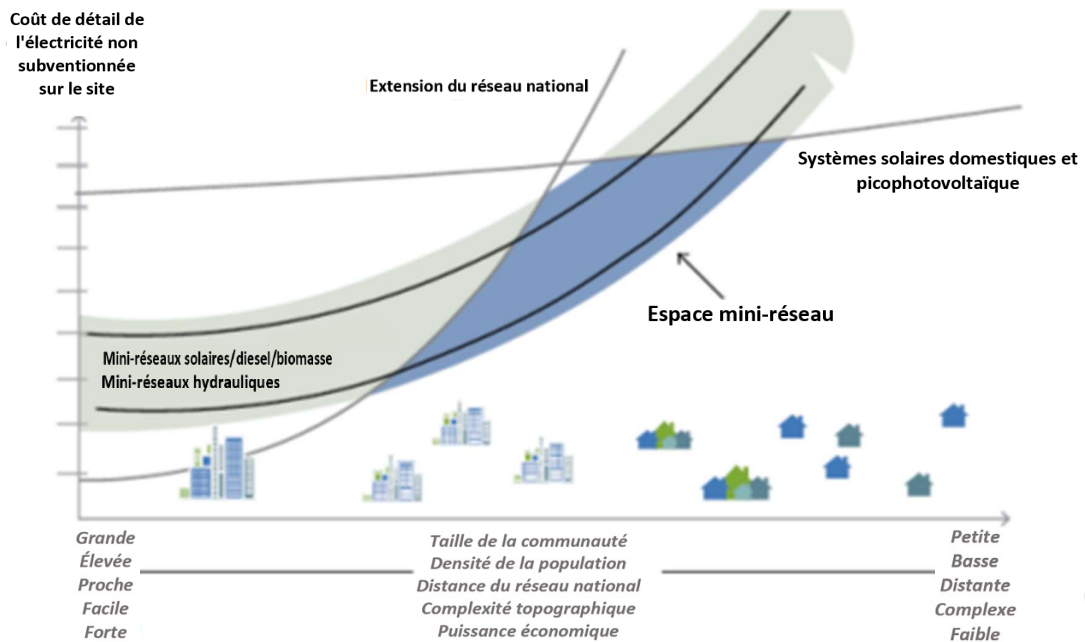 Coût de détail de
l'électricité non
subventionnée
sur le site
Extension du réseau national
Systèmes solaires domestiques et
picophotovoltaïque
Espace mini-réseau
Mini-réseaux solaires/diesel/biomasse
Mini-réseaux hydrauliques
Grande
Élevée
Proche
Facile
Forte
Taille de la communauté
Densité de la population
Distance du réseau national
Complexité topographique
Puissance économique
Petite
Basse
Distante
Complexe
Faible